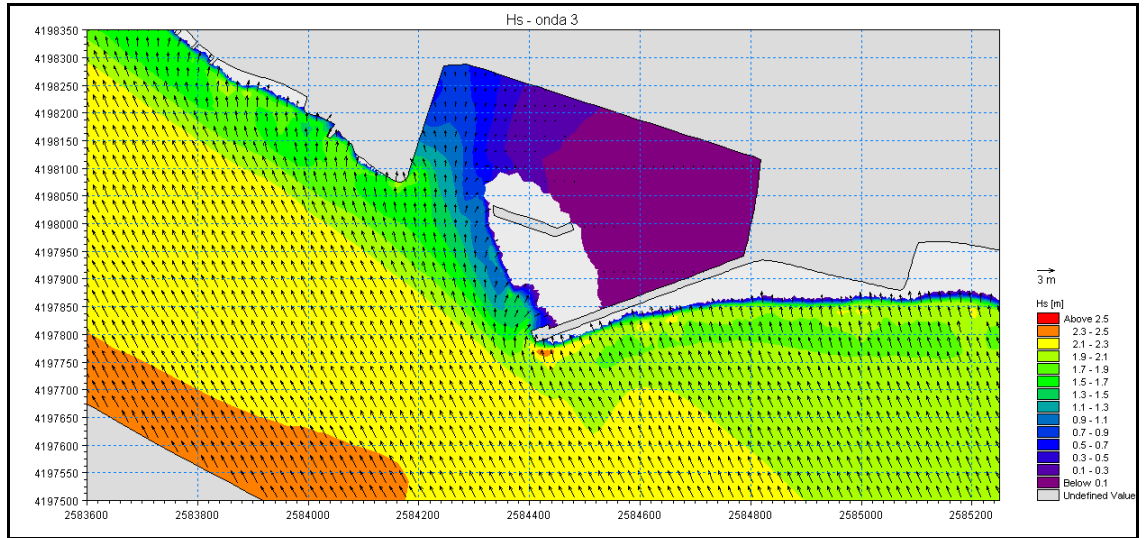 Hs - onda 3
4198350
4198300
4198250
4198200
4198150
4198100
4198050
4198000
4197950
4197900
4197850
4197800
4197750
4197700
4197650
4197600
4197550
4197500
2583600 2583800 2584000 2584200 2584400 2584600 2584800 2585000 2585200
3 m
Hs [m]
Above 2.5
2.3 - 2.5
2.1 - 2.3
1.9 - 2.1
1.7 - 1.9
1.5 - 1.7
1.3 - 1.5
1.1 - 1.3
0.9 - 1.1
0.7 - 0.9
0.5 - 0.7
0.3 - 0.5
0.1 - 0.3
Below 0.1
Undefined Value